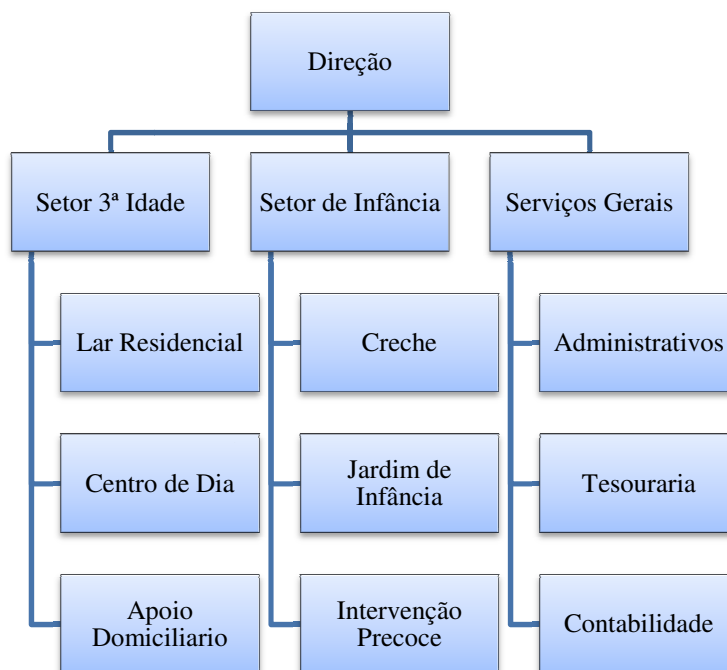 Direção
Setor 3ª Idade
Setor de Infância
Serviços Gerais
Lar Residencial
Creche
Administrativos
Centro de Dia
Jardim de
Infância
Tesouraria
Apoio
Domiciliario
Intervenção
Precoce
Contabilidade